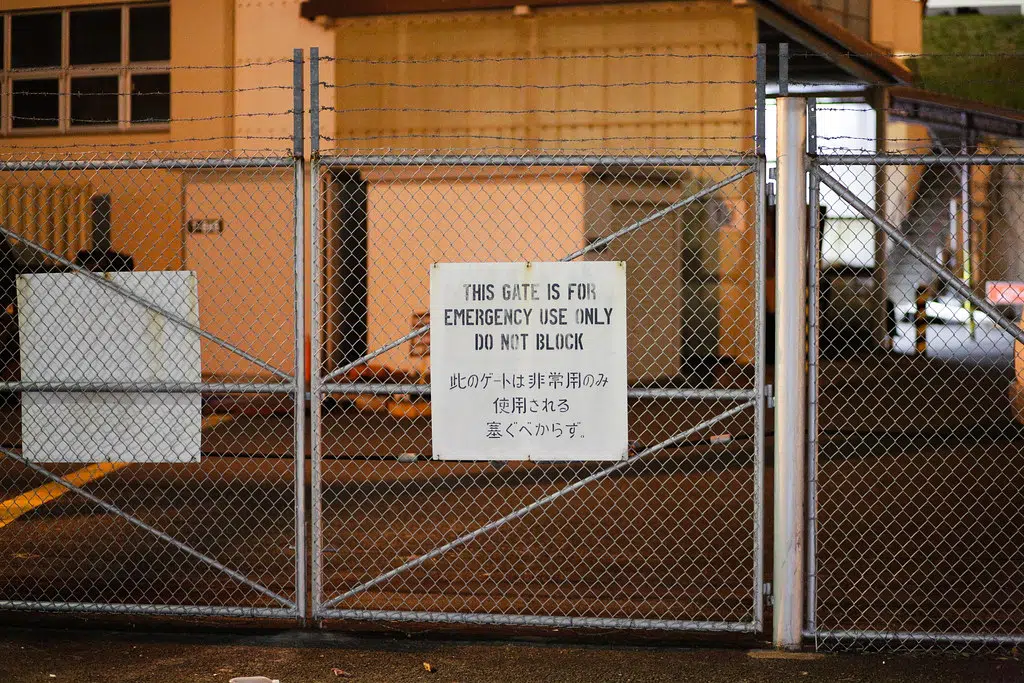 THIS GATE IS FOR
EMERGENCY USE ONLY
DO NOT BLOCK
此のゲートは非常用のみ
使用される
塞ぐべからず。